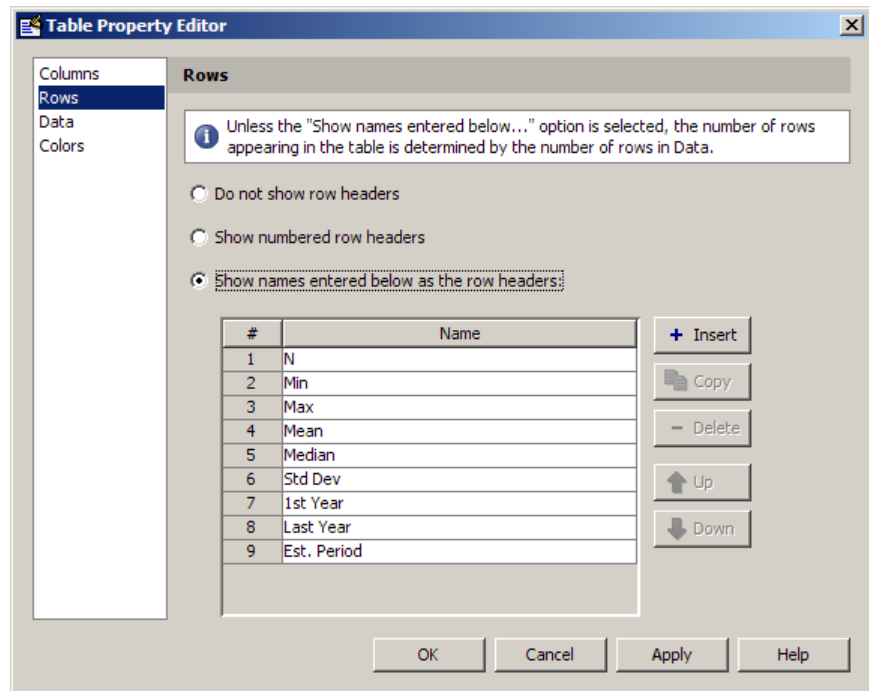 Table Property Editor
Columns
Rows
Data
Colors
Rows
Unless the "Show names entered below..." option is selected, the number of rows
appearing in the table is determined by the number of rows in Data.
Do not show row headers
Show numbered row headers
Show names entered below as the row headers:
# Name
1 N
2 Min
3 Max
4 Mean
5 Median
6 Std Dev
7 1st Year
8 Last Year
9 Est. Period
+ Insert
Copy
− Delete
Up
Down
OK Cancel Apply Help